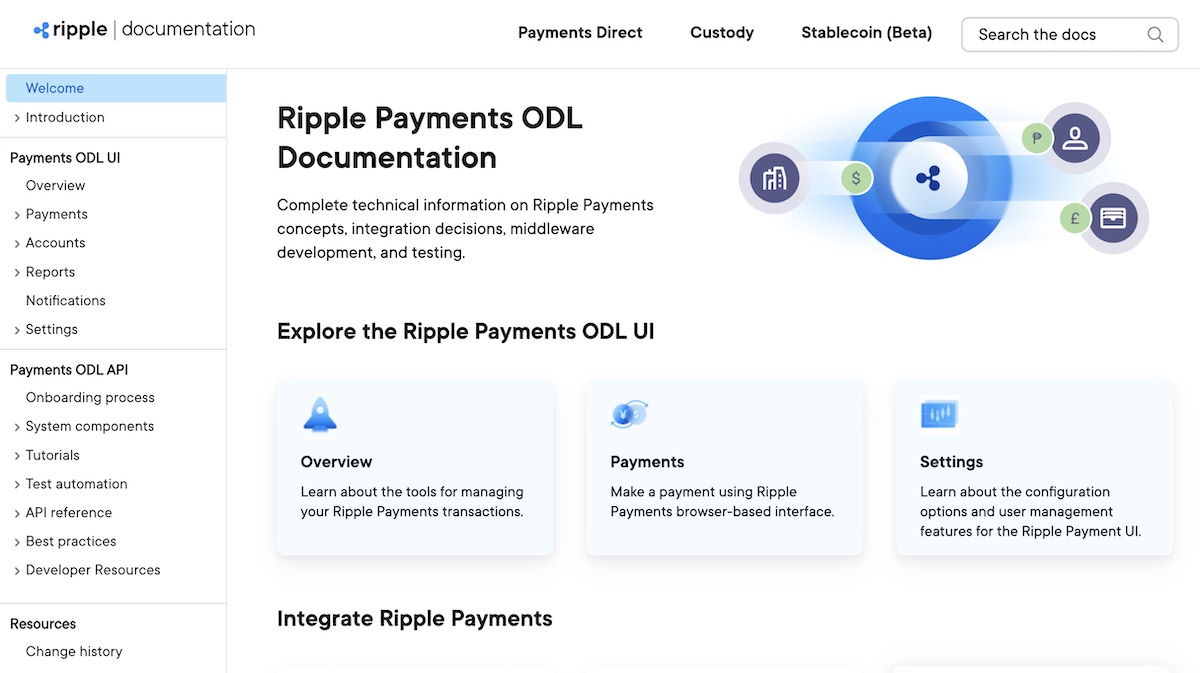 ripple | documentation
Payments Direct
Custody
Stablecoin (Beta)
Search the docs
Welcome
Introduction
Payments ODL UI
Overview
Payments
Accounts
Reports
Notifications
Settings
Payments ODL API
Onboarding process
System components
Tutorials
Test automation
API reference
Best practices
Developer Resources
Resources
Change history
Ripple Payments ODL
Documentation
Complete technical information on Ripple Payments
concepts, integration decisions, middleware
development, and testing.
$
₱
£
Explore the Ripple Payments ODL UI
Overview
Learn about the tools for managing
your Ripple Payments transactions.
¥ $
Payments
Make a payment using Ripple
Payments browser-based interface.
Settings
Learn about the configuration
options and user management
features for the Ripple Payment UI.
Integrate Ripple Payments